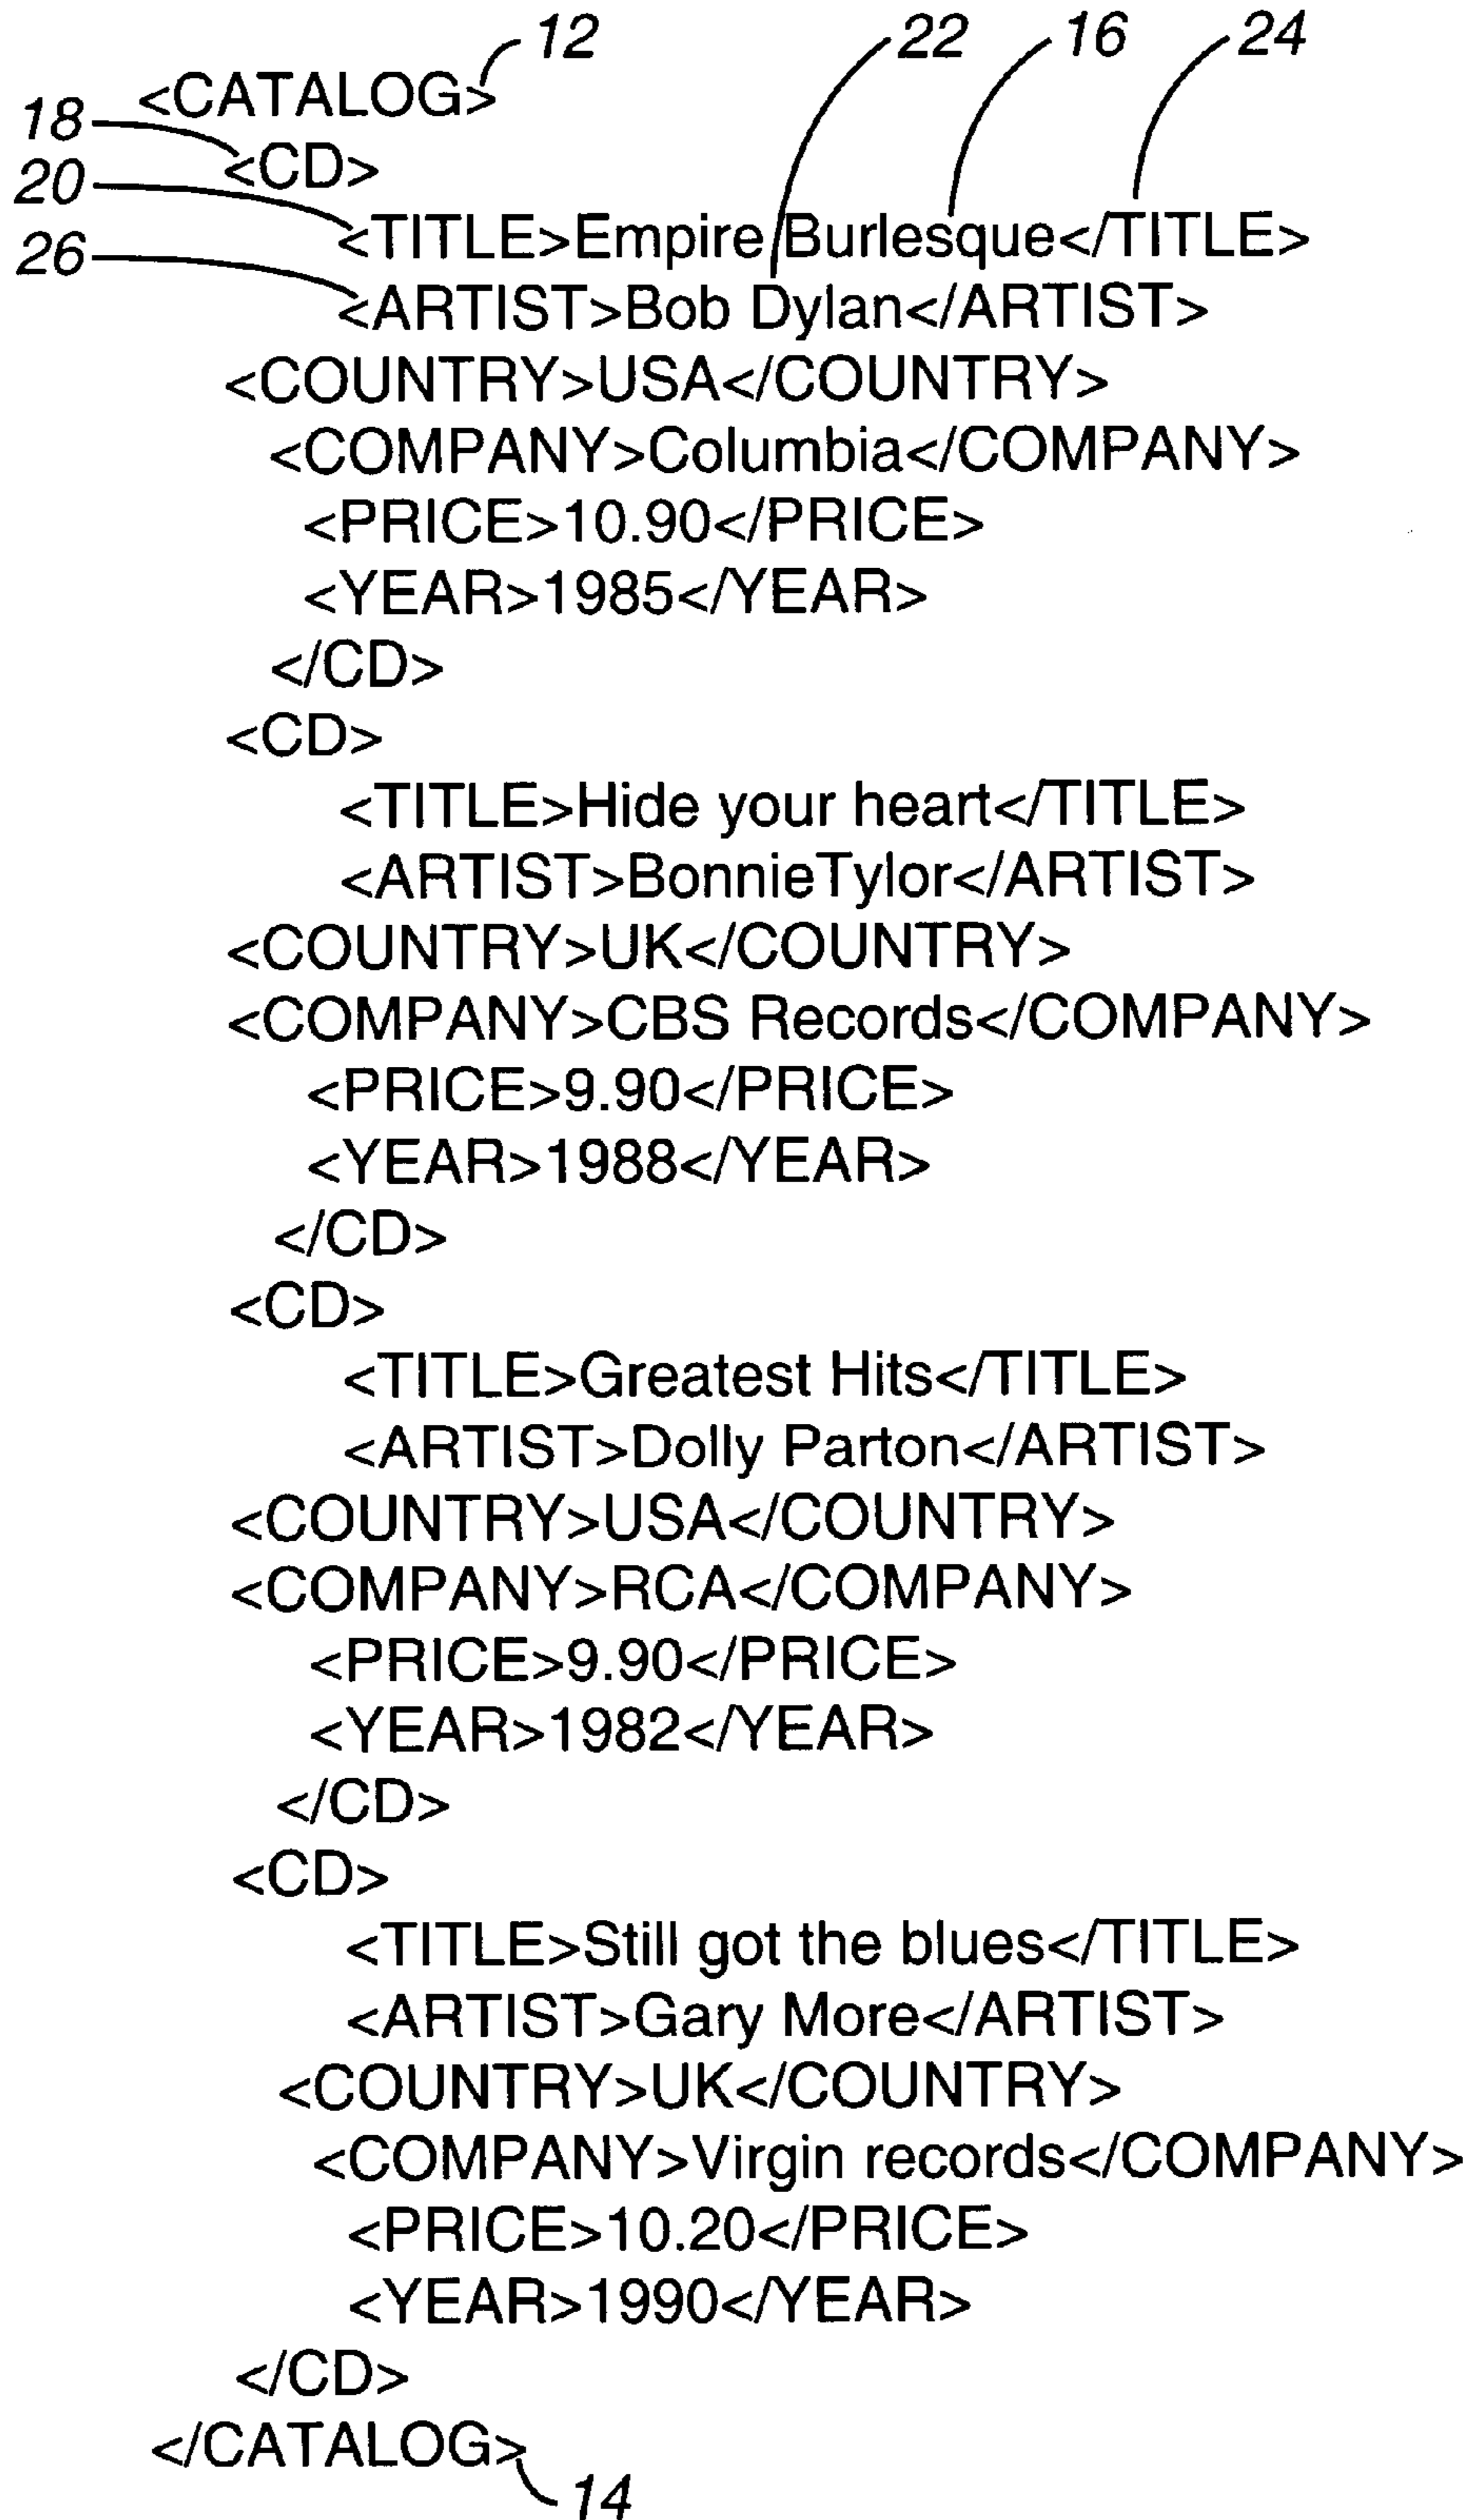 12 22 16 24
<CATALOG>
18 <CD>
20 <TITLE>Empire Burlesque</TITLE>
26 <ARTIST>Bob Dylan</ARTIST>
<COUNTRY>USA</COUNTRY>
<COMPANY>Columbia</COMPANY>
<PRICE>10.90</PRICE>
<YEAR>1985</YEAR>
</CD>
<CD>
<TITLE>Hide your heart</TITLE>
<ARTIST>BonnieTylor</ARTIST>
<COUNTRY>UK</COUNTRY>
<COMPANY>CBS Records</COMPANY>
<PRICE>9.90</PRICE>
<YEAR>1988</YEAR>
</CD>
<CD>
<TITLE>Greatest Hits</TITLE>
<ARTIST>Dolly Parton</ARTIST>
<COUNTRY>USA</COUNTRY>
<COMPANY>RCA</COMPANY>
<PRICE>9.90</PRICE>
<YEAR>1982</YEAR>
</CD>
<CD>
<TITLE>Still got the blues</TITLE>
<ARTIST>Gary More</ARTIST>
<COUNTRY>UK</COUNTRY>
<COMPANY>Virgin records</COMPANY>
<PRICE>10.20</PRICE>
<YEAR>1990</YEAR>
</CD>
</CATALOG>
14